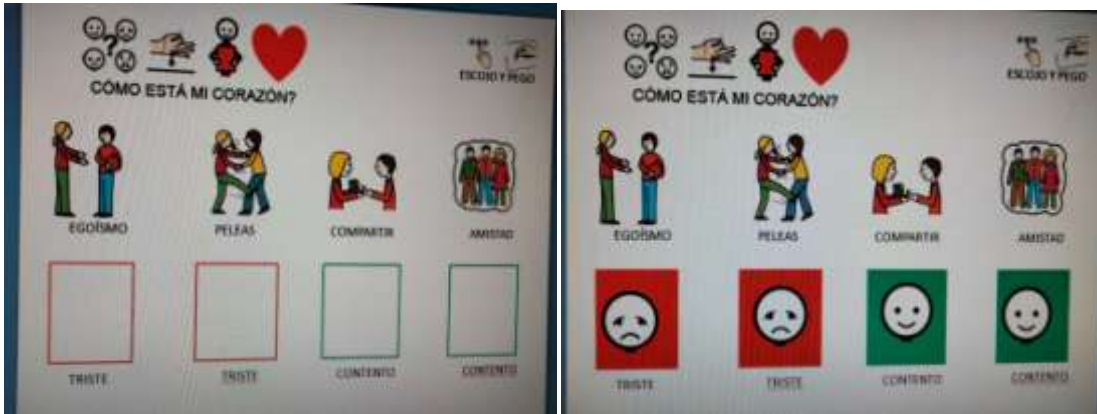 ESCOJO Y PEGO
CÓMO ESTÁ MI CORAZÓN?
EGOÍSMO PELEAS COMPARTIR AMISTAD
TRISTE TRISTE CONTENTO CONTENTO
ESCOJO Y PEGO
CÓMO ESTÁ MI CORAZÓN?
EGOÍSMO PELEAS COMPARTIR AMISTAD
TRISTE TRISTE CONTENTO CONTENTO